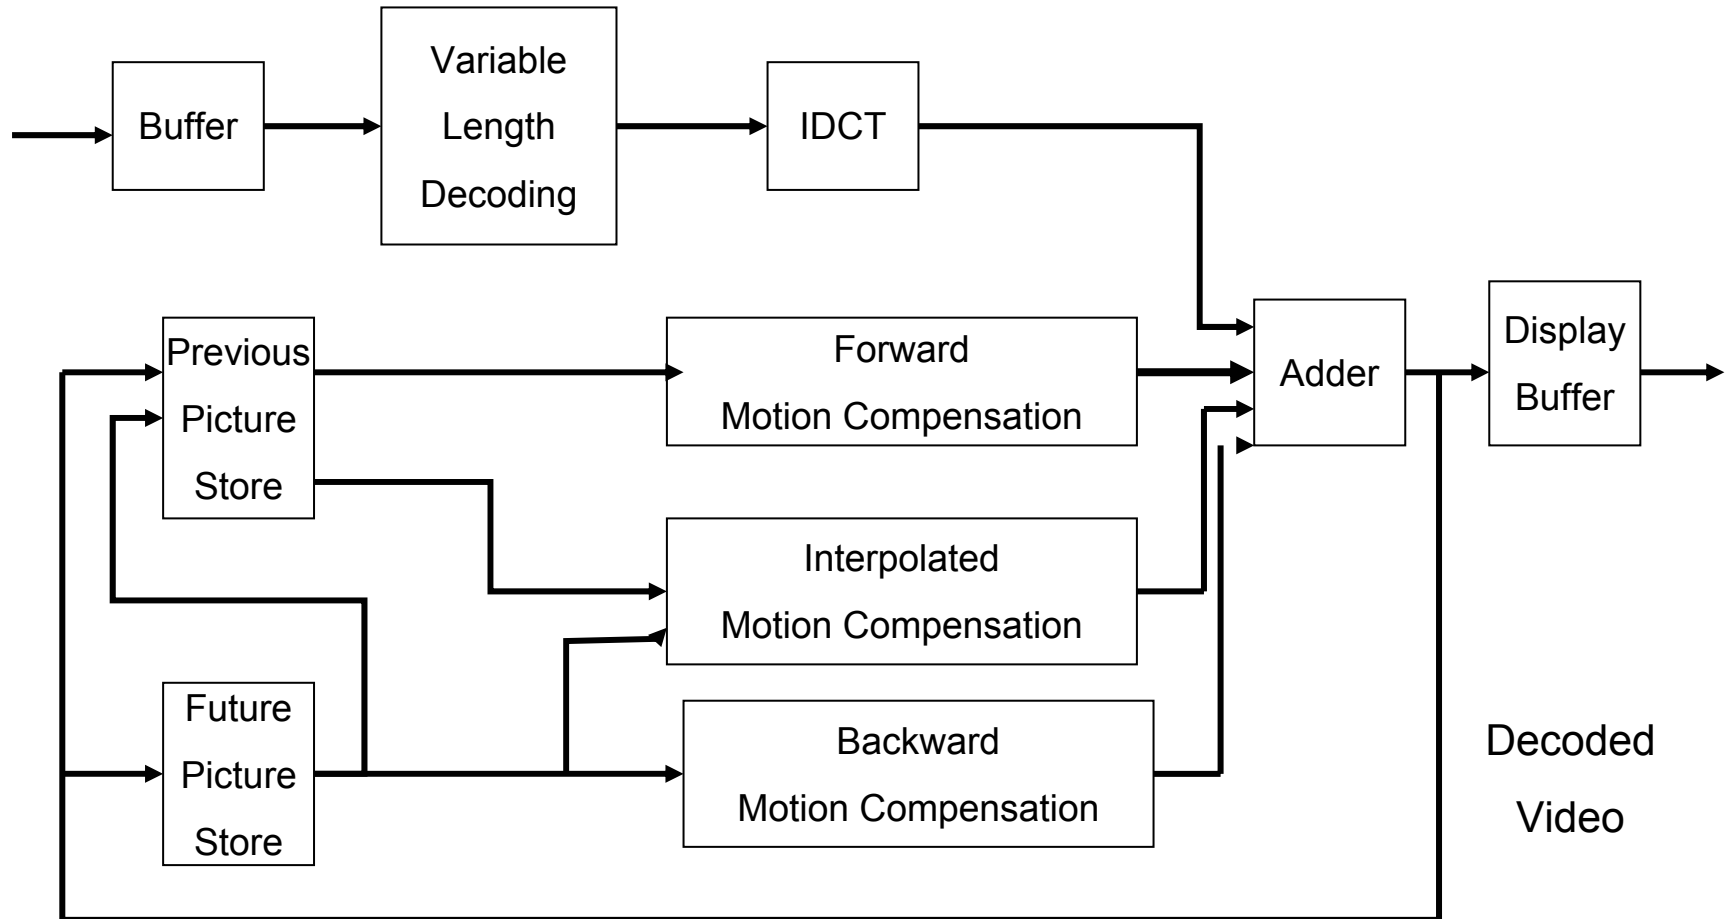 Buffer
Variable
Length
Decoding
IDCT
Previous
Picture
Store
Forward
Motion Compensation
Adder
Display
Buffer
Interpolated
Motion Compensation
Future
Picture
Store
Backward
Motion Compensation
Decoded
Video